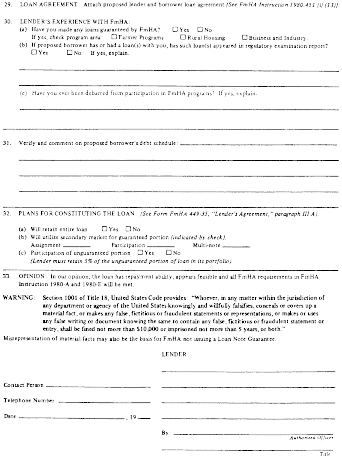 29. LOAN AGREEMENT: Attach proposed lender and borrower loan agreement (See FmHA Instruction 1980.451 (i) (13))
30. LENDER'S EXPERIENCE WITH FmHA:
(a) Have you made any loans guaranteed by FmHA? ☐ Yes ☐ No
If yes, check program area ☐ Farmer Programs ☐ Rural Housing ☐ Business and Industry
(b) If proposed borrower has or had a loan(s) with you, has such loan(s) appeared in regulatory examination report?
☐ Yes ☐ No If yes, explain.
(c) Have you ever been debarred from participation in FmHA programs? If yes, explain.
31. Verify and comment on proposed borrower's debt schedule:
32. PLANS FOR CONSTITUTING THE LOAN: (See Form FmHA 449-35, "Lender's Agreement," paragraph III A).
(a) Will retain entire loan ☐ Yes ☐ No
(b) Will utilize secondary market for guaranteed portion (indicated by check).
Assignment Participation Multi-note
(c) Participation of unguaranteed portion ☐ Yes ☐ No
(Lender must retain 5% of the unguaranteed portion of loan in its portfolio)
33. OPINION: In our opinion, the loan has repayment ability, appears feasible and all FmHA requirements in FmHA
Instruction 1980-A and 1980-E will be met.
WARNING: Section 1001 of Title 18, United States Code provides: "Whoever, in any matter within the jurisdiction of
any department or agency of the United States knowingly and willfully falsifies, conceals or covers up a
material fact, or makes any false, fictitious or fraudulent statements or representations, or makes or uses
any false writing or document knowing the same to contain any false, fictitious or fraudulent statement or
entry, shall be fined not more than $10,000 or imprisoned not more than 5 years, or both."
Misrepresentation of material facts may also be the basis for FmHA not issuing a Loan Note Guarantee.
LENDER
Contact Person
Telephone Number
Date , 19
By
Authorized Officer
Title